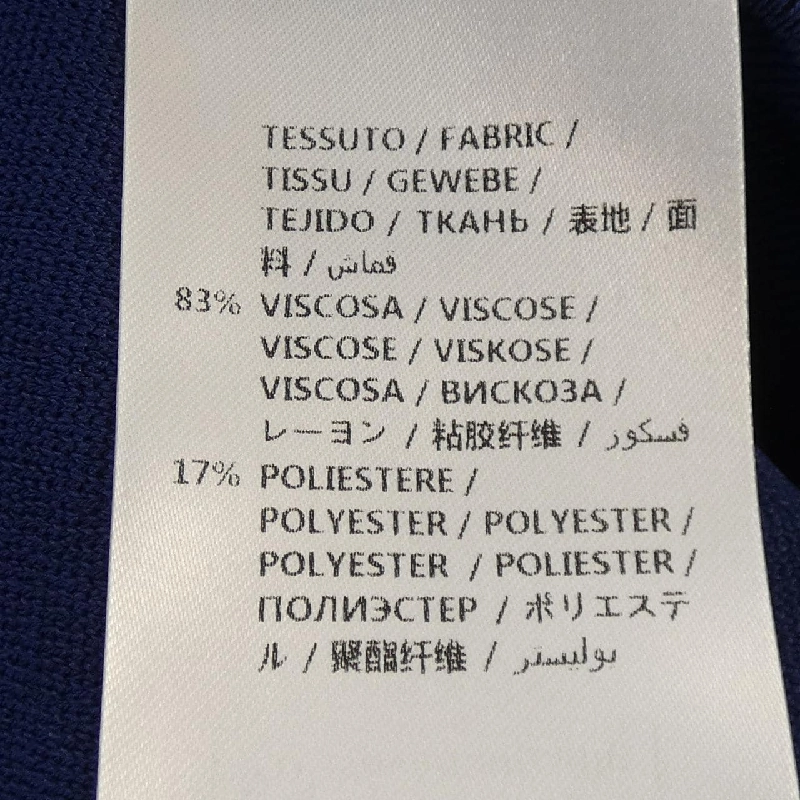 TESSUTO / FABRIC /
TISSU / GEWEBE /
TEJIDO / ТКАНЬ / 表地 / 面
料 / قماش
83% VISCOSA / VISCOSE /
VISCOSE / VISKOSE /
VISCOSA / ВИСКОЗА /
レーヨン / 粘胶纤维 / فسكوز
17% POLIESTERE /
POLYESTER / POLYESTER /
POLYESTER / POLIESTER /
ПОЛИЭСТЕР / ポリエステ
ル / 聚酯纤维 / بوليستر